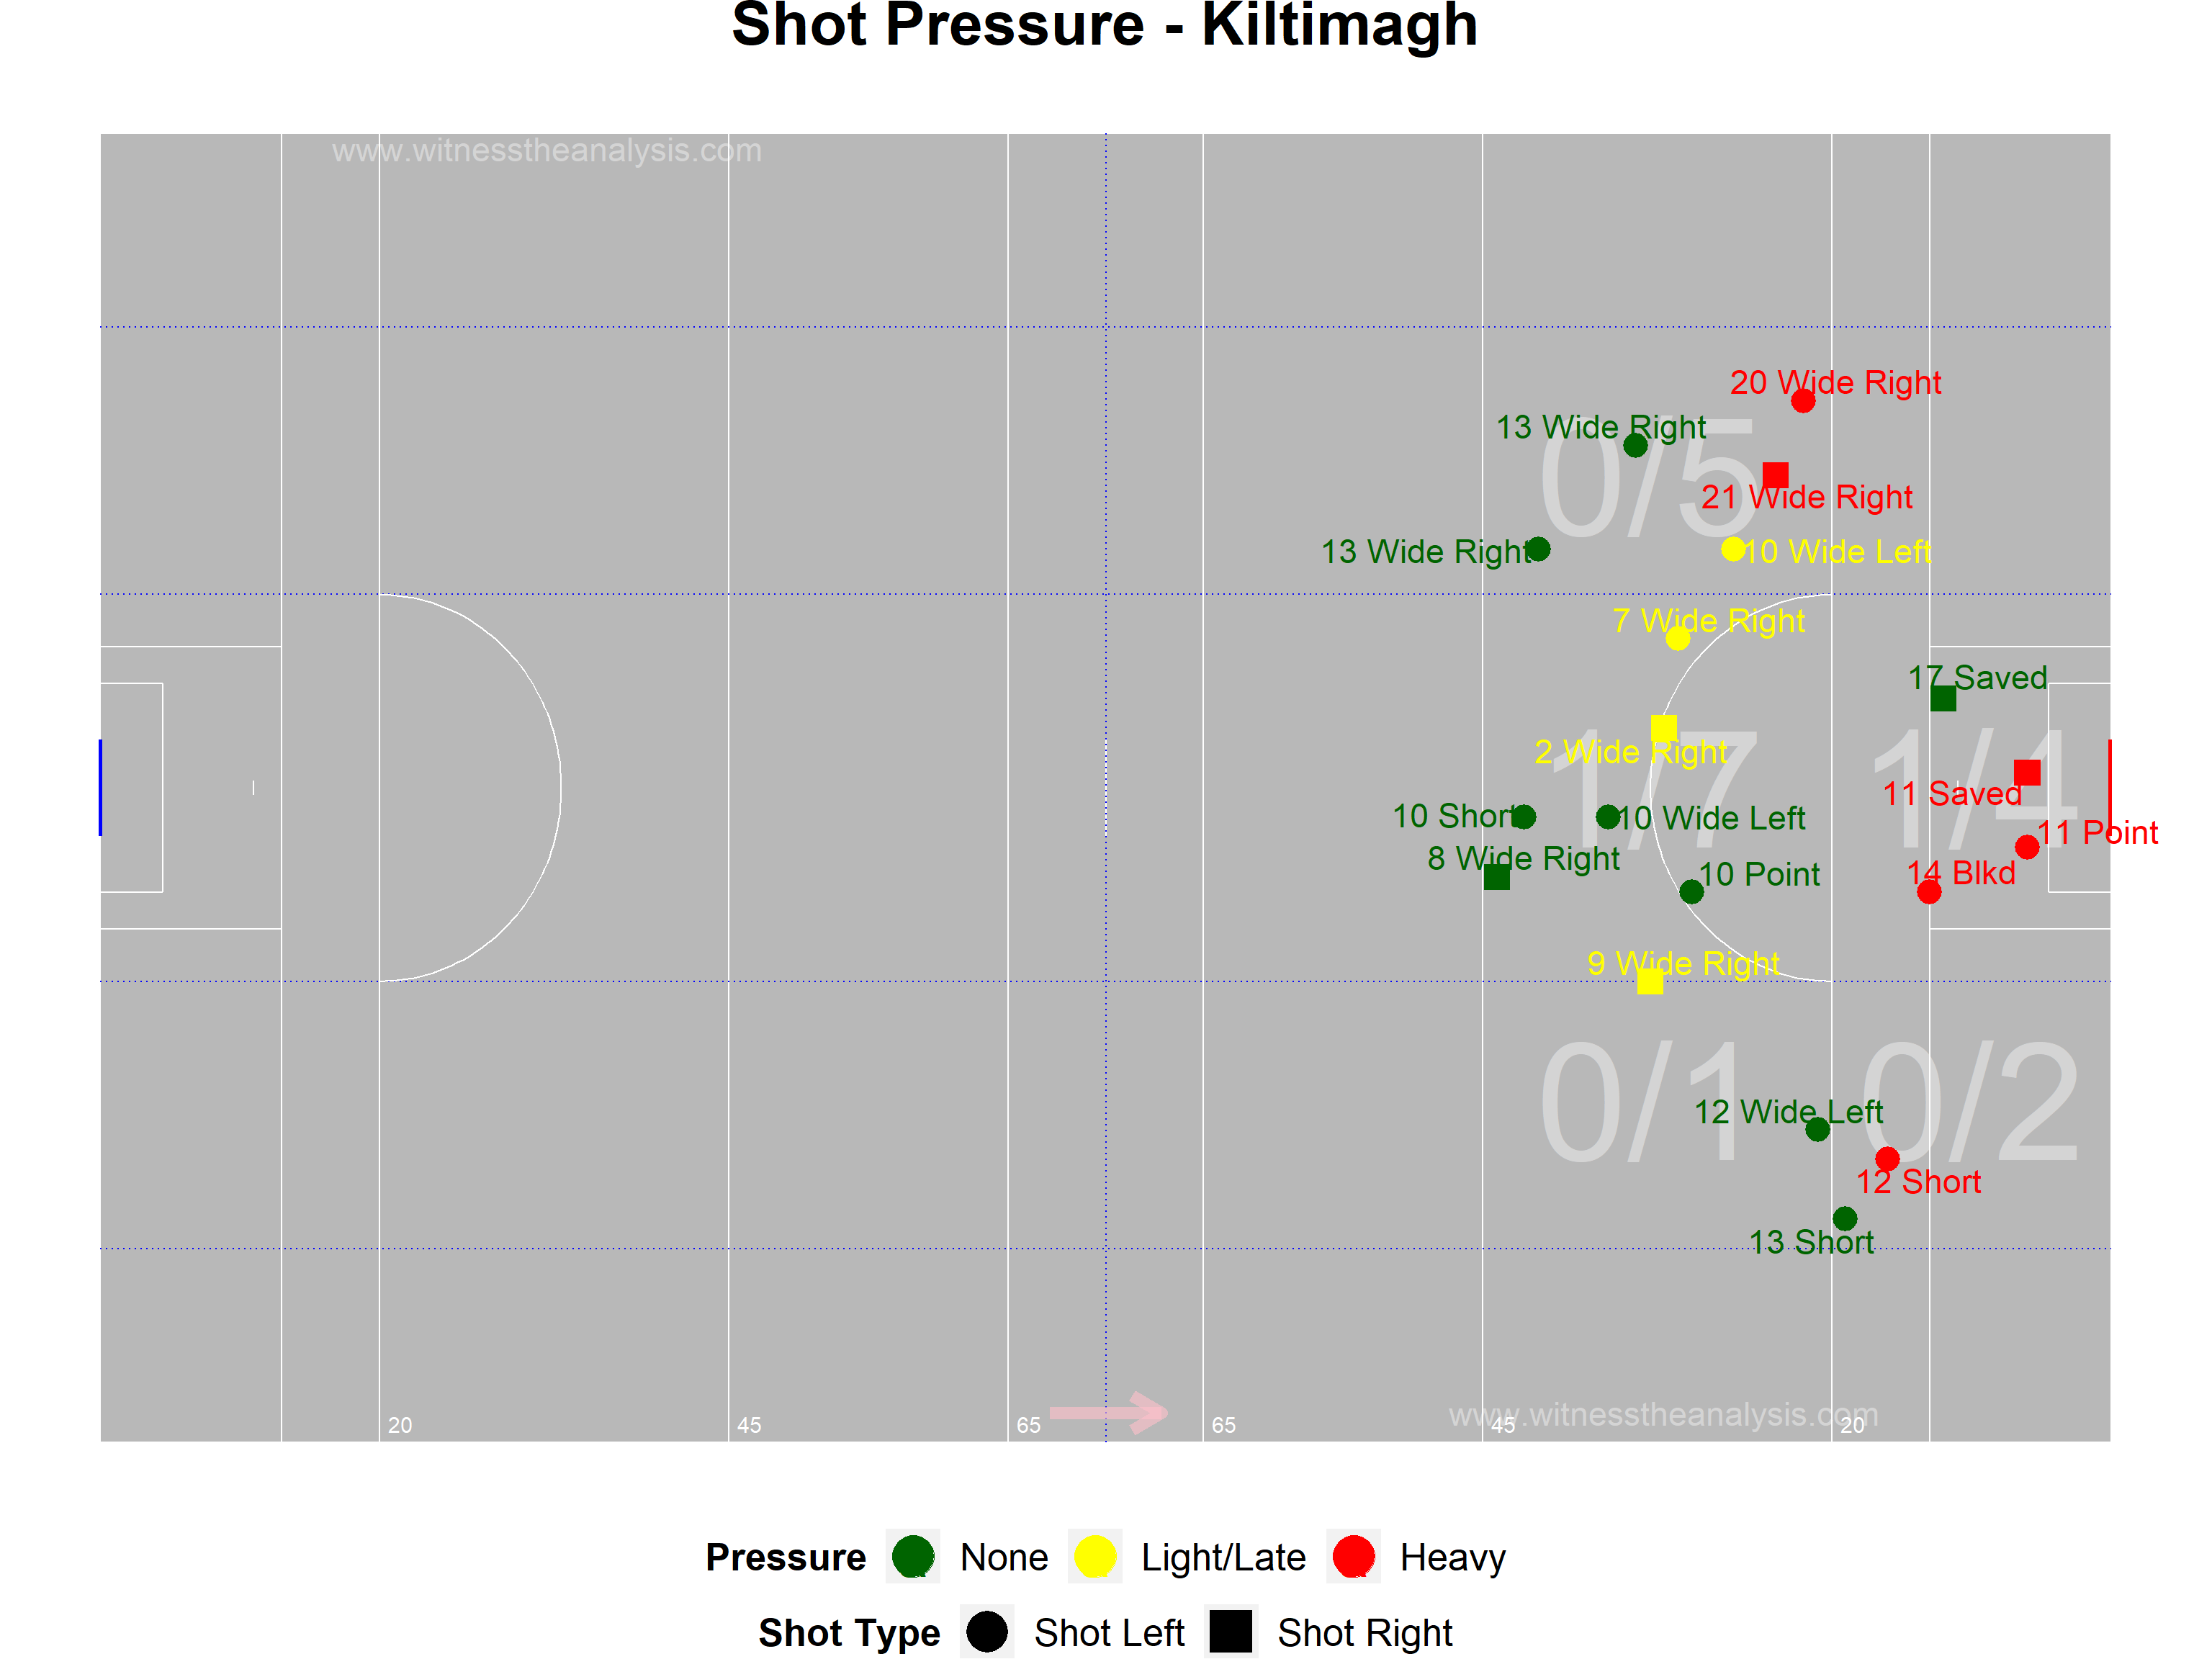 Shot Pressure - Kiltimagh
www.witnesstheanalysis.com
20 Wide Right
13 Wide Right
0/5
21 Wide Right
13 Wide Right
10 Wide Left
7 Wide Right
17 Saved
2 Wide Right
1/7
1/4
11 Saved
10 Short
10 Wide Left
11 Point
8 Wide Right
10 Point
14 Blkd
9 Wide Right
0/1
0/2
12 Wide Left
12 Short
13 Short
www.witnesstheanalysis.com
20
45
65
65
45
20
Pressure None Light/Late Heavy
Shot Type Shot Left Shot Right